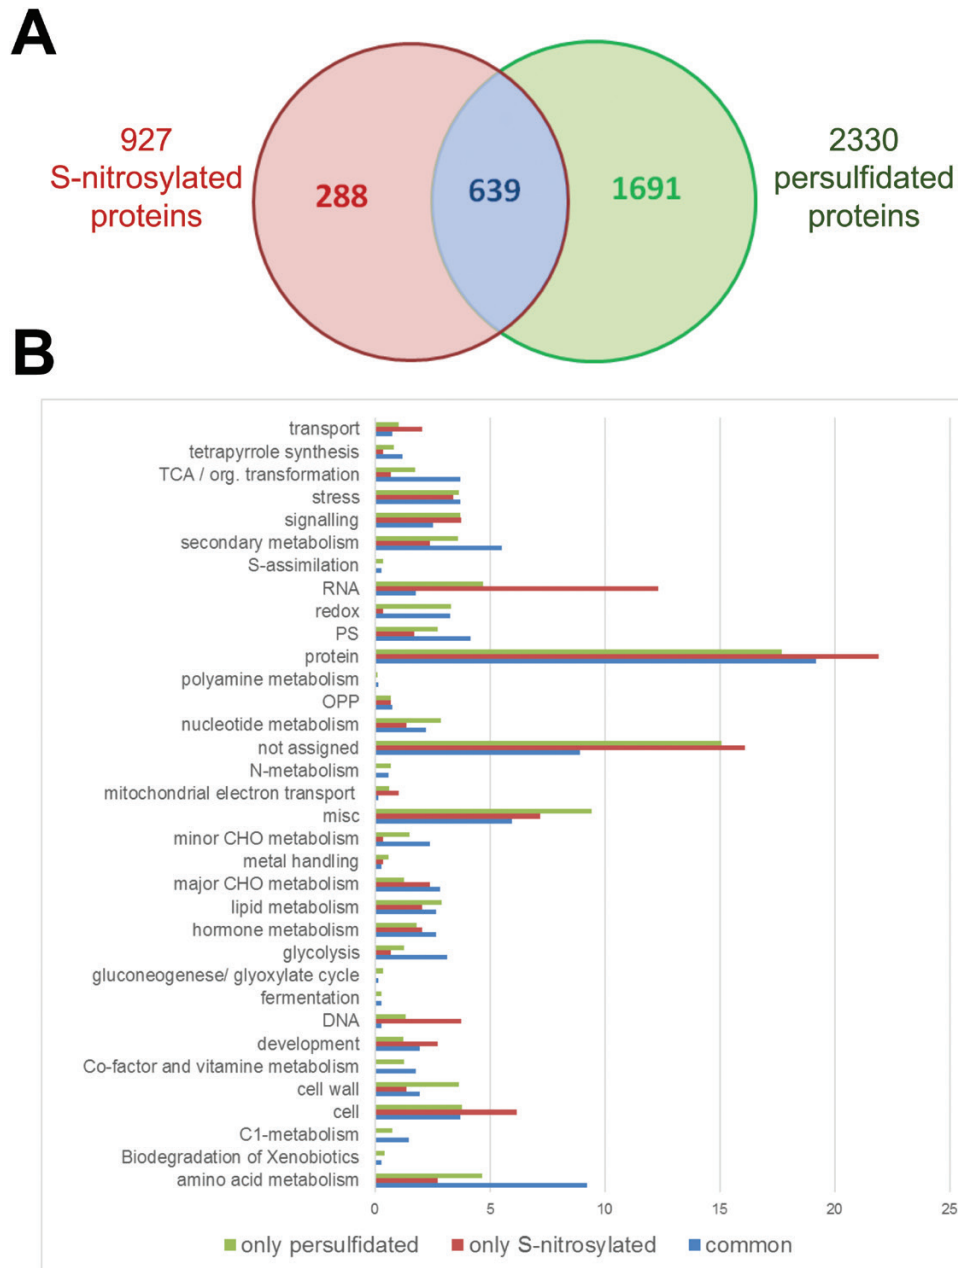 A
927
S-nitrosylated
proteins
288
639
1691
2330
persulfidated
proteins
B
transport
tetrapyrrole synthesis
TCA / org. transformation
stress
signalling
secondary metabolism
S-assimilation
RNA
redox
PS
protein
polyamine metabolism
OPP
nucleotide metabolism
not assigned
N-metabolism
mitochondrial electron transport
misc
minor CHO metabolism
metal handling
major CHO metabolism
lipid metabolism
hormone metabolism
glycolysis
gluconeogenese/ glyoxylate cycle
fermentation
DNA
development
Co-factor and vitamine metabolism
cell wall
cell
C1-metabolism
Biodegradation of Xenobiotics
amino acid metabolism
0 5 10 15 20 25
only persulfidated only S-nitrosylated common